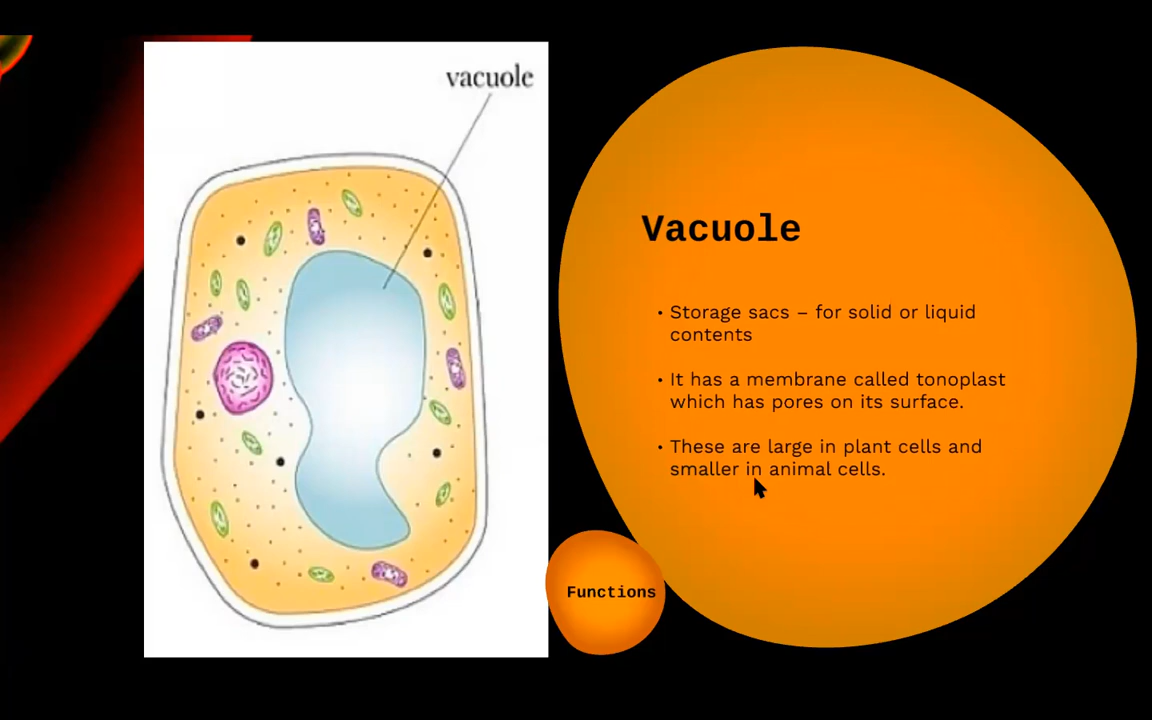 vacuole
Vacuole
• Storage sacs – for solid or liquid
contents
• It has a membrane called tonoplast
which has pores on its surface.
• These are large in plant cells and
smaller in animal cells.
Functions